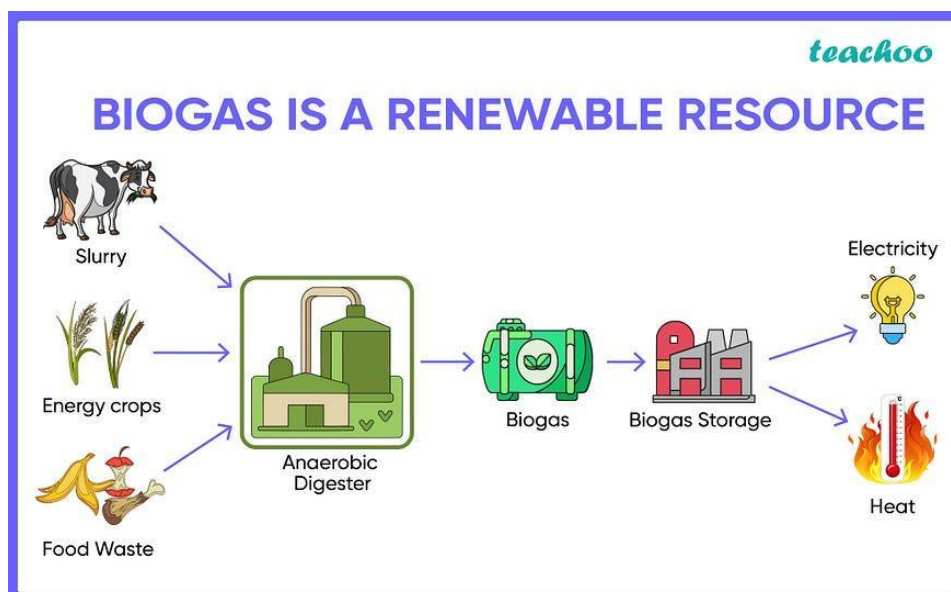 teachoo
BIOGAS IS A RENEWABLE RESOURCE
Slurry
Energy crops
Food Waste
Anaerobic
Digester
Biogas
Biogas Storage
Electricity
°C
Heat